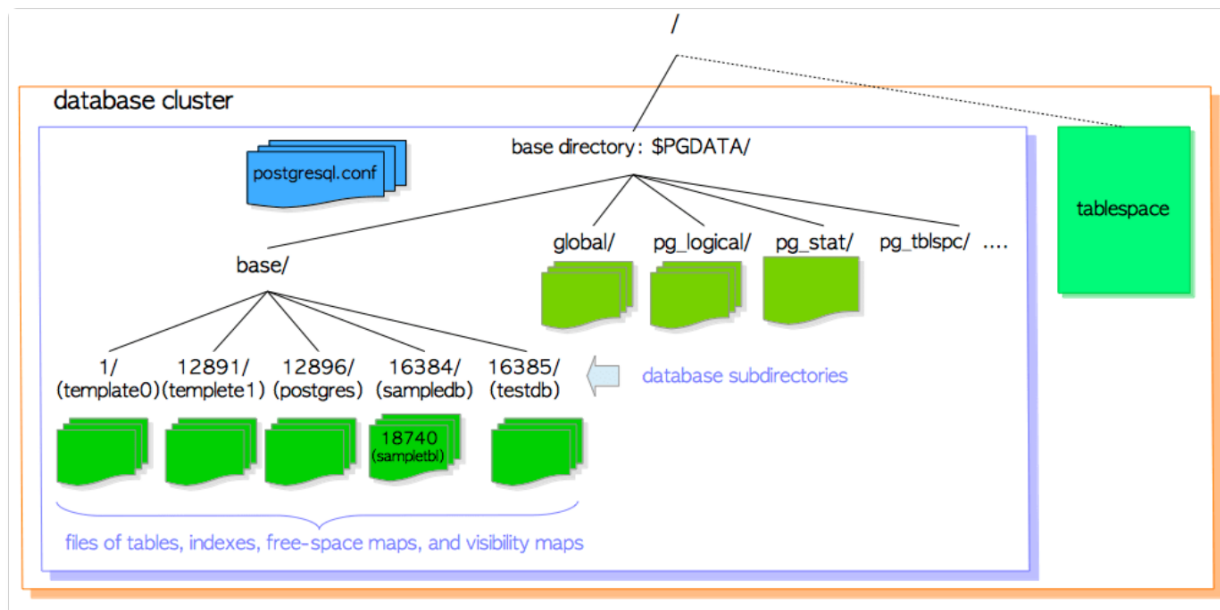 /
database cluster
base directory: $PGDATA/
postgresql.conf
tablespace
global/ pg_logical/ pg_stat/ pg_tblspc/ ....
base/
1/ 12891/ 12896/ 16384/ 16385/
(template0) (templete1) (postgres) (sampledb) (testdb)
database subdirectories
18740
(sampletbl)
files of tables, indexes, free-space maps, and visibility maps